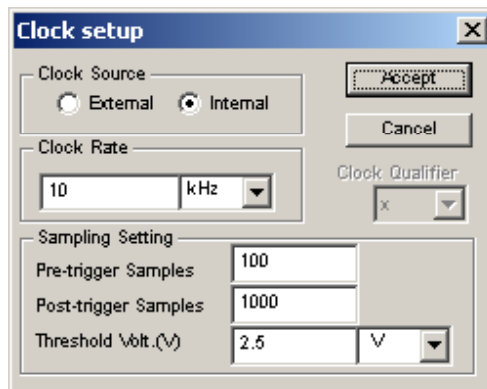 Clock setup
Clock Source
External Internal
Accept
Cancel
Clock Rate
10 kHz
Clock Qualifier
x
Sampling Setting
Pre-trigger Samples 100
Post-trigger Samples 1000
Threshold Volt.(V) 2.5 V